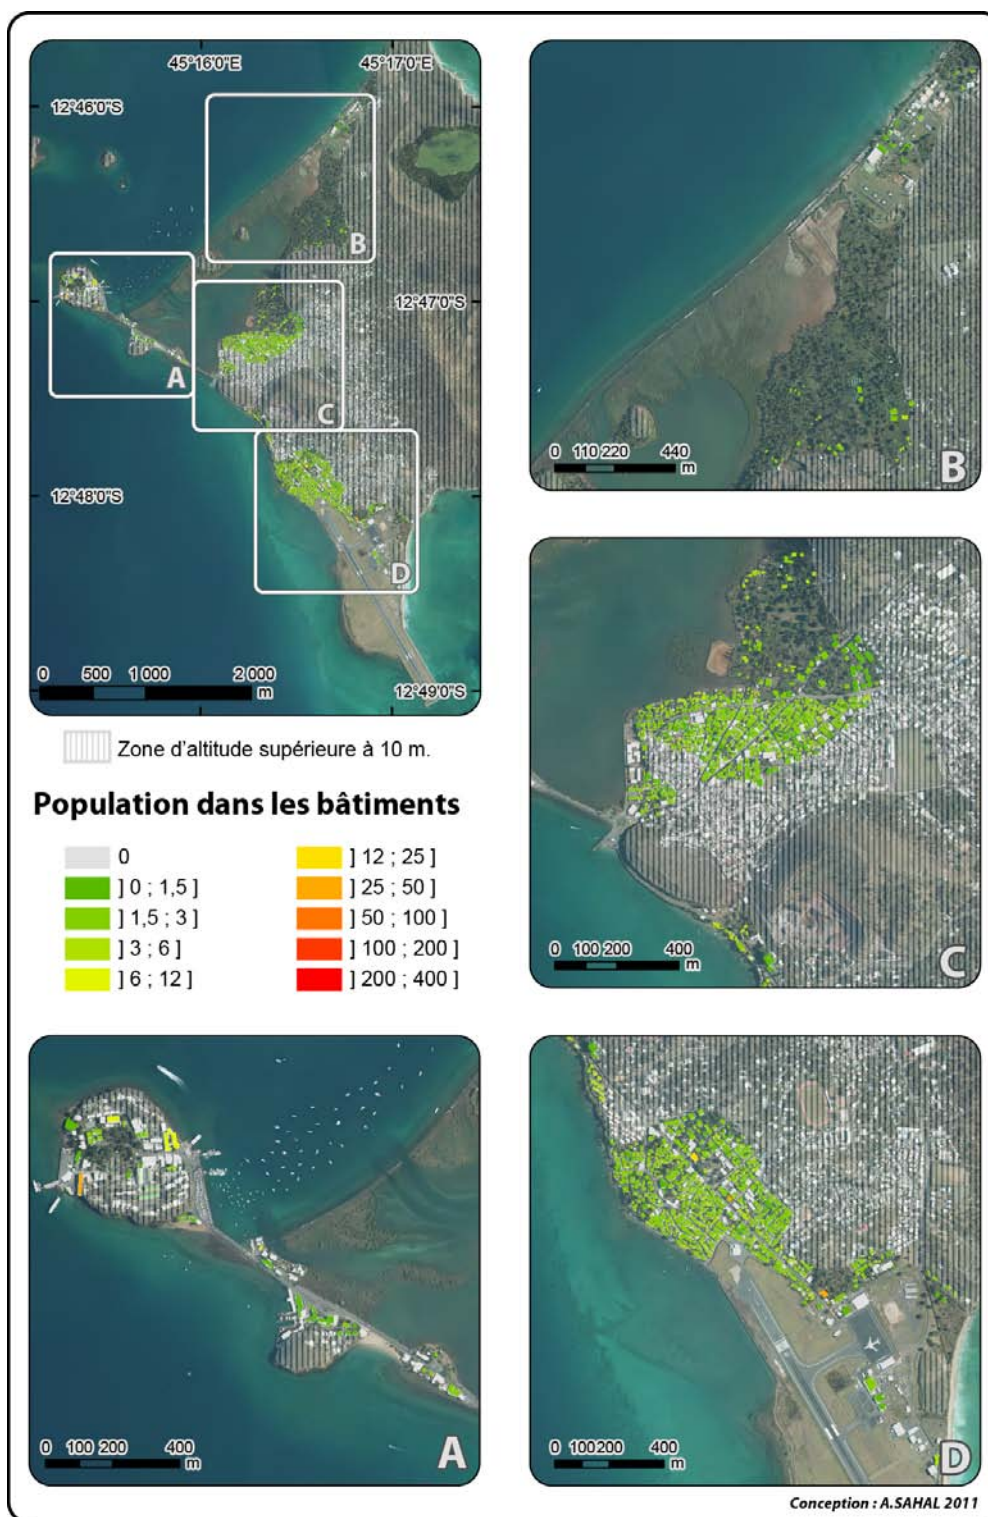 45°16'0"E
45°17'0"E
12°46'0"S
B
12°47'0"S
A
C
12°48'0"S
D
0 500 1 000 2 000
m
12°49'0"S
0 110 220 440
m
B
Zone d'altitude supérieure à 10 m.
Population dans les bâtiments
0
] 0 ; 1,5 ]
] 1,5 ; 3 ]
] 3 ; 6 ]
] 6 ; 12 ]
] 12 ; 25 ]
] 25 ; 50 ]
] 50 ; 100 ]
] 100 ; 200 ]
] 200 ; 400 ]
0 100 200 400
m
C
0 100 200 400
m
A
0 100 200 400
m
D
Conception : A.SAHAL 2011